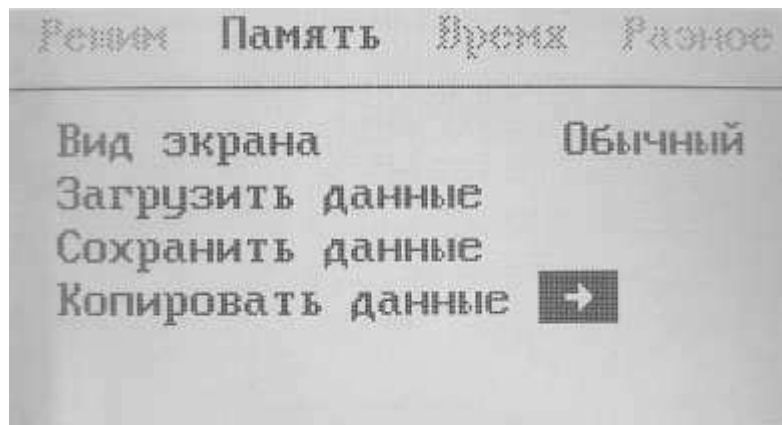 Режим Память Время Разное
Вид экрана Обычный
Загрузить данные
Сохранить данные
Копировать данные →